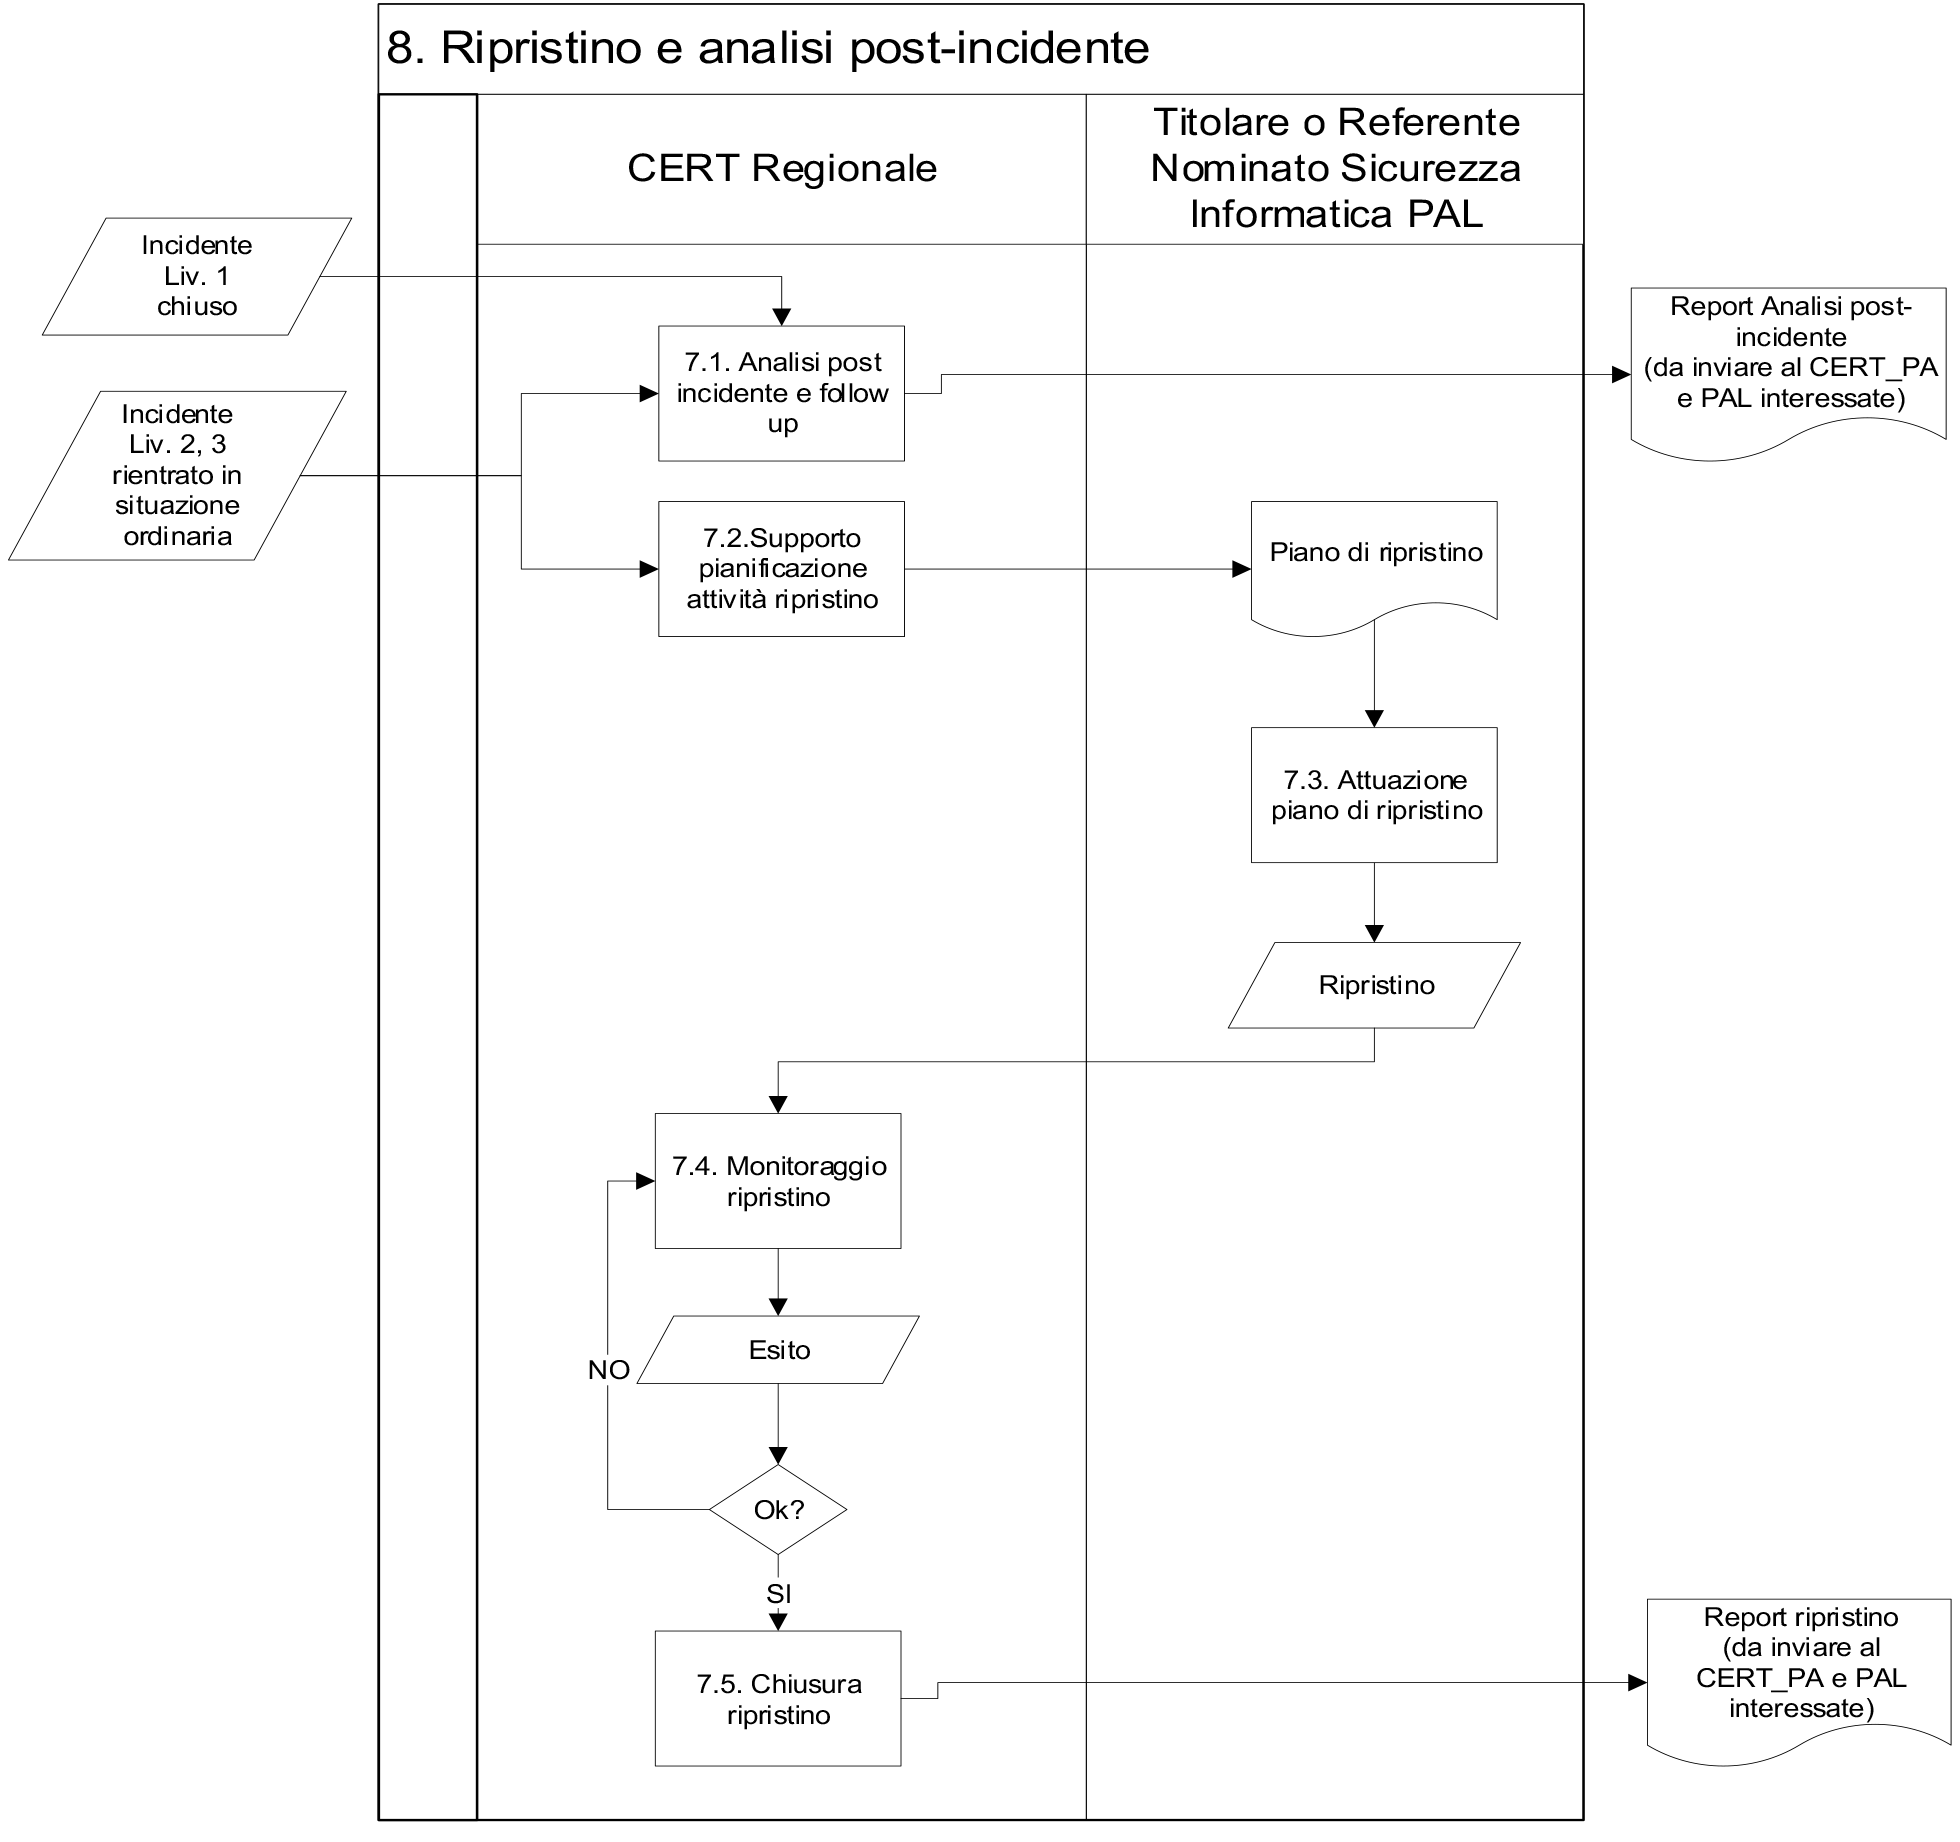 8. Ripristino e analisi post-incidente
CERT Regionale
Titolare o Referente
Nominato Sicurezza
Informatica PAL
Incidente
Liv. 1
chiuso
Incidente
Liv. 2, 3
rientrato in
situazione
ordinaria
7.1. Analisi post
incidente e follow
up
Report Analisi post-
incidente
(da inviare al CERT_PA
e PAL interessate)
7.2.Supporto
pianificazione
attività ripristino
Piano di ripristino
7.3. Attuazione
piano di ripristino
Ripristino
7.4. Monitoraggio
ripristino
Esito
NO
Ok?
SI
7.5. Chiusura
ripristino
Report ripristino
(da inviare al
CERT_PA e PAL
interessate)